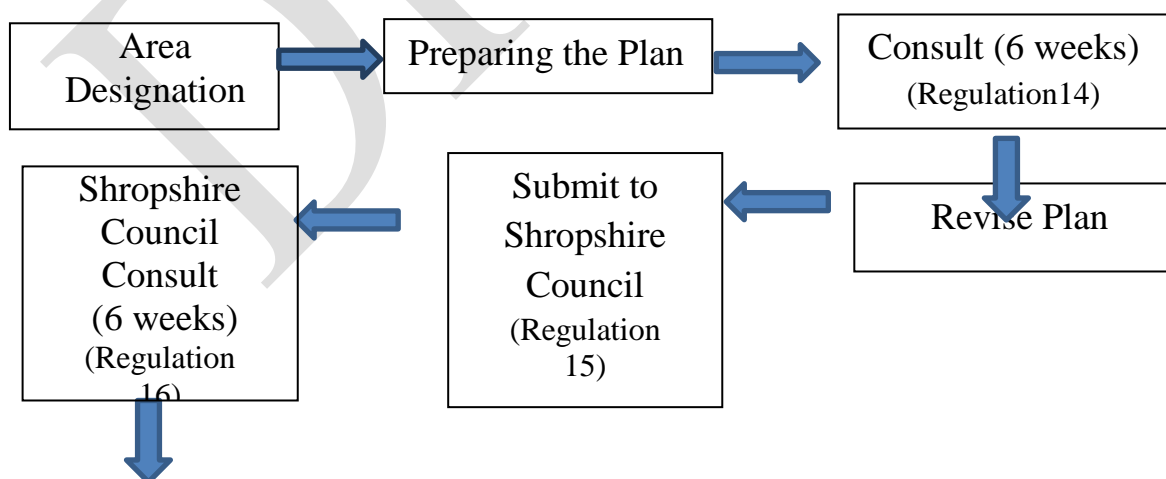 Area
Designation
Preparing the Plan
Consult (6 weeks)
(Regulation14)
Revise Plan
Submit to
Shropshire
Council
(Regulation
15)
Shropshire
Council
Consult
(6 weeks)
(Regulation
16)